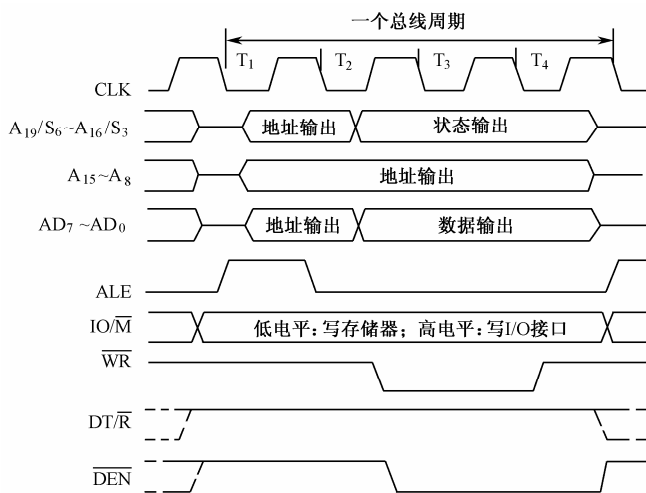 一个总线周期
T1 T2 T3 T4
CLK
A19/S6~A16/S3 地址输出 状态输出
A15~A8 地址输出
AD7 ~AD0 地址输出 数据输出
ALE
IO/M̅ 低电平：写存储器；高电平：写I/O接口
W̅R̅
DT/R̅
D̅E̅N̅